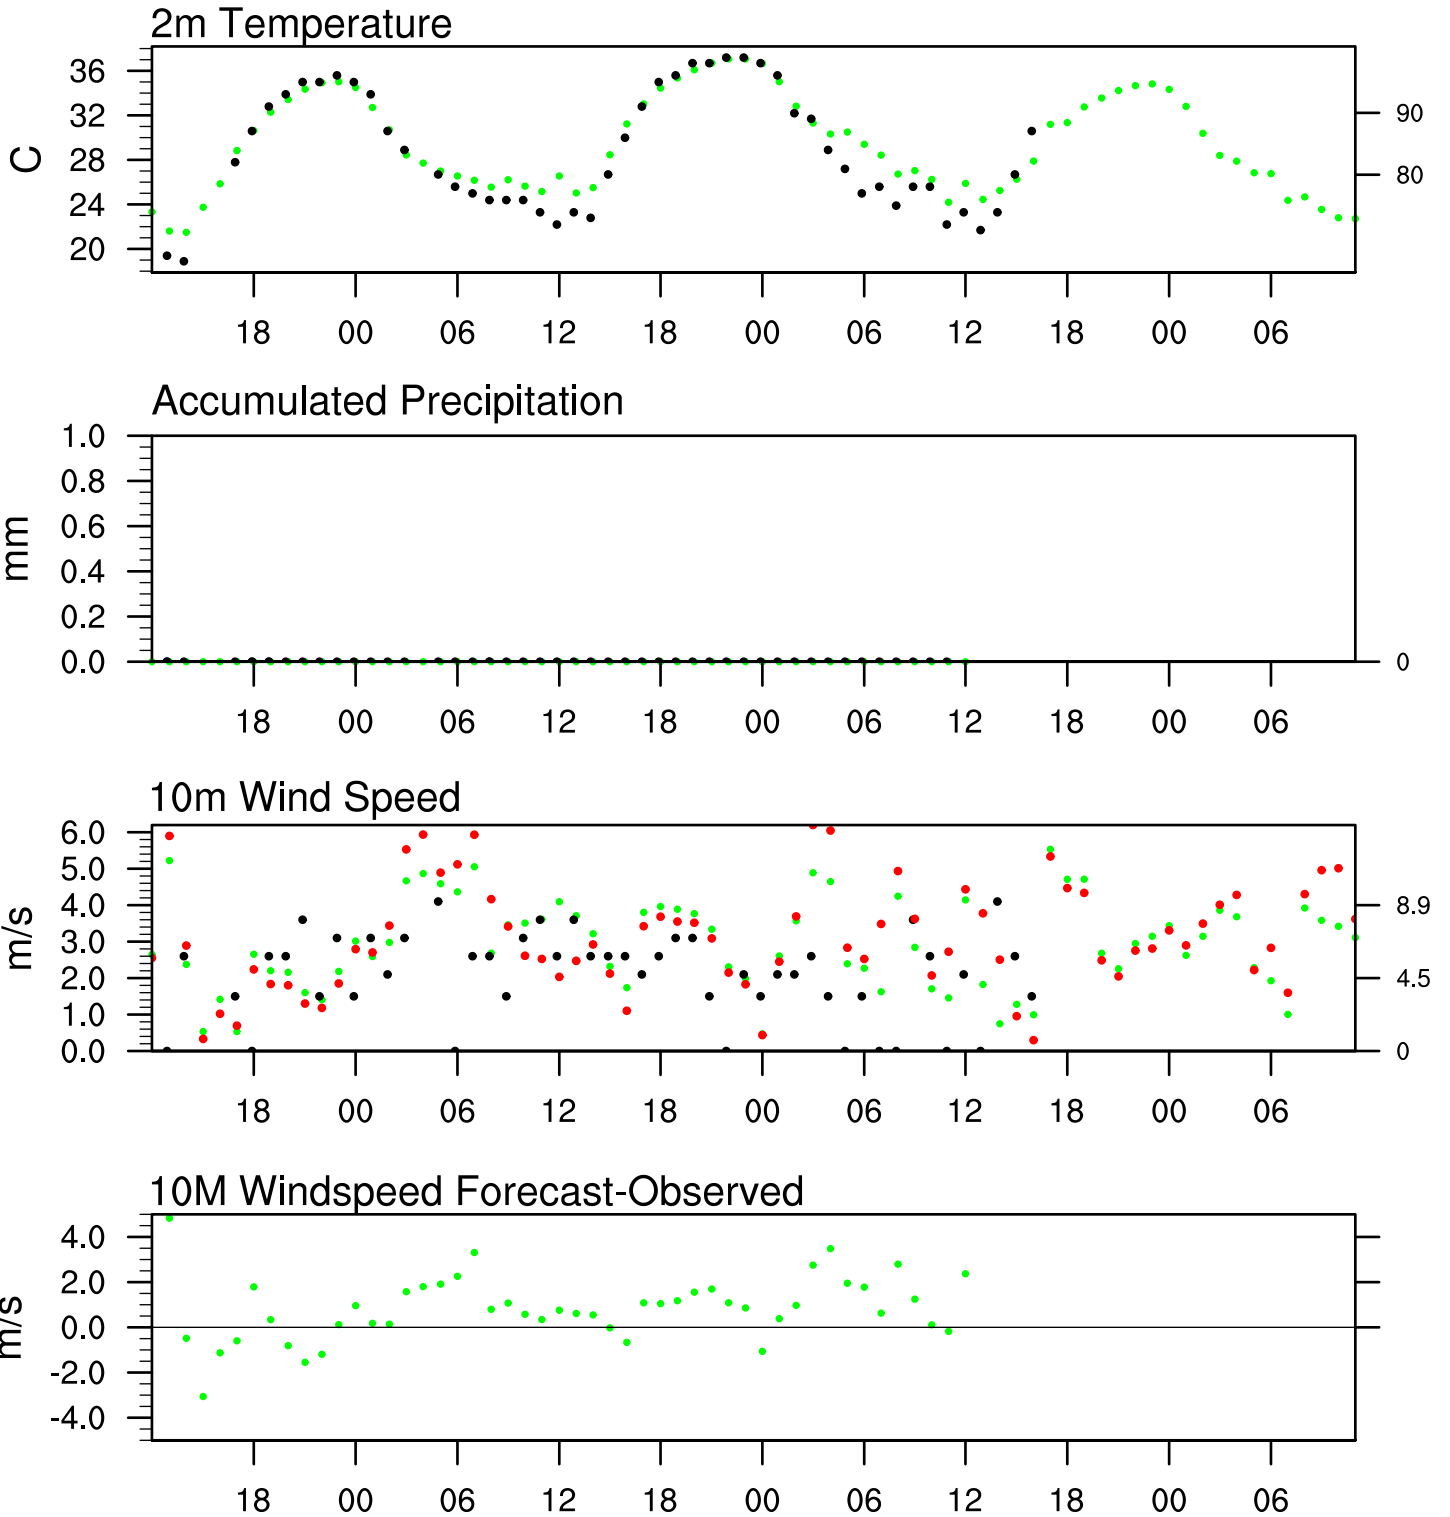 2m Temperature
36
32
28
24
20
C
90
80
18 00 06 12 18 00 06 12 18 00 06
Accumulated Precipitation
1.0
0.8
0.6
0.4
0.2
0.0
mm
0
18 00 06 12 18 00 06 12 18 00 06
10m Wind Speed
6.0
5.0
4.0
3.0
2.0
1.0
0.0
m/s
8.9
4.5
0
18 00 06 12 18 00 06 12 18 00 06
10M Windspeed Forecast-Observed
4.0
2.0
0.0
-2.0
-4.0
m/s
18 00 06 12 18 00 06 12 18 00 06